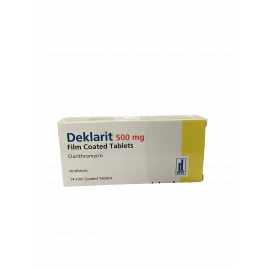 Deklarit 500 mg
Film Coated Tablets
Clarithromycin
Antibiotic
14 Film Coated Tablets